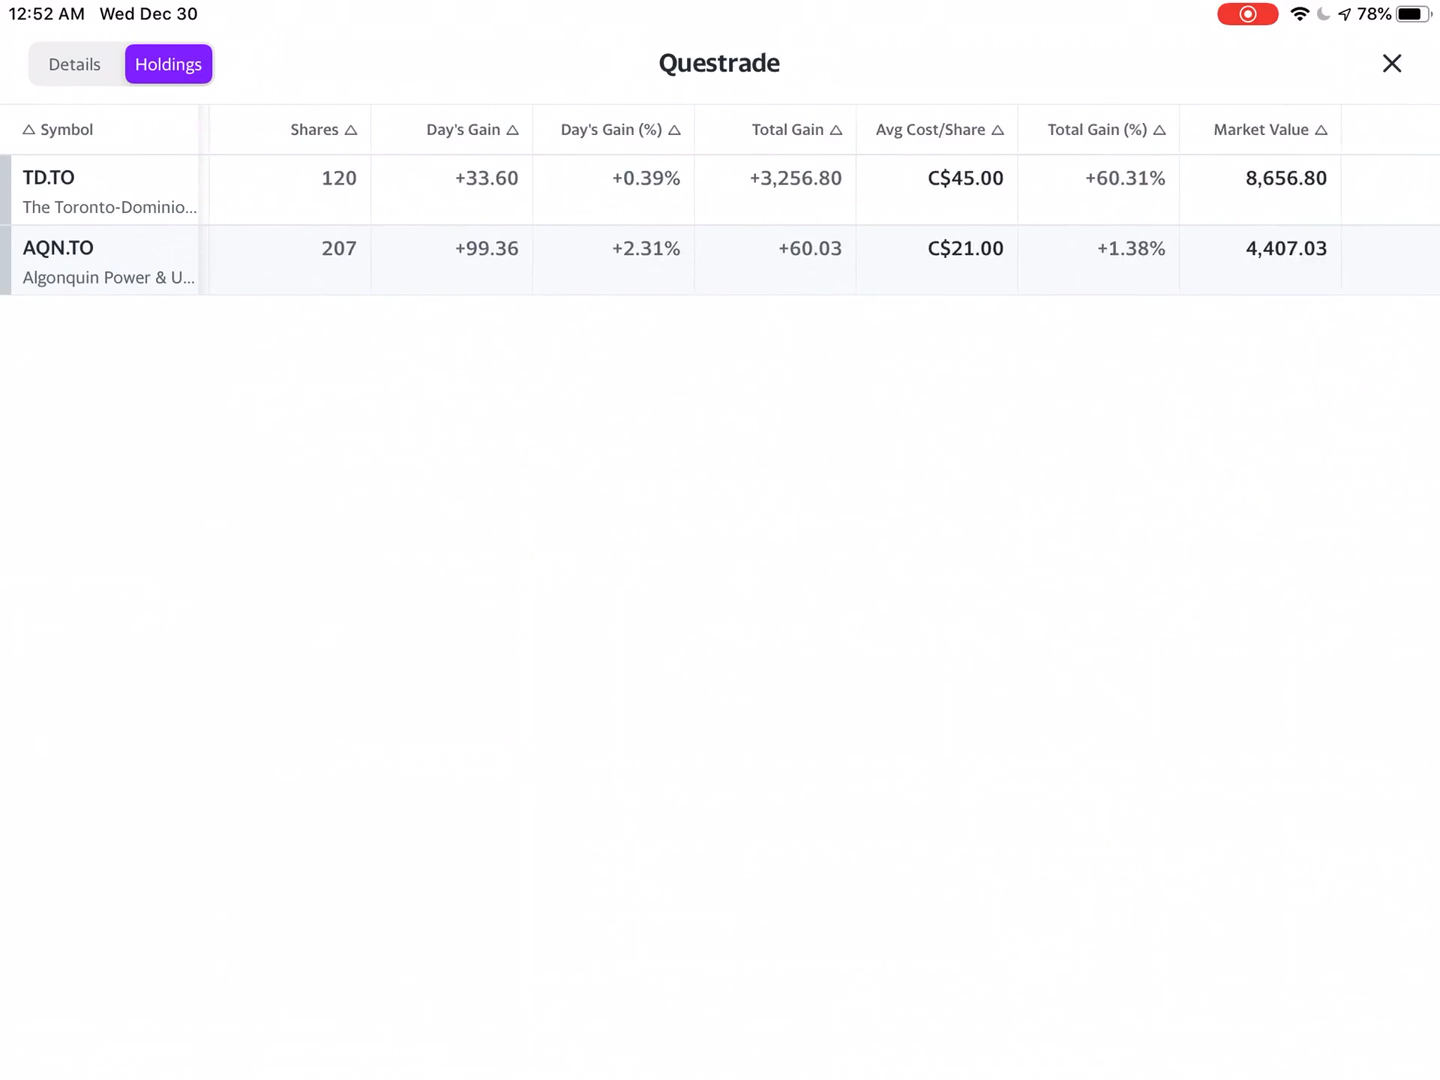 12:52 AM Wed Dec 30 78%
Details Holdings Questrade
Symbol Shares Day's Gain Day's Gain (%) Total Gain Avg Cost/Share Total Gain (%) Market Value
TD.TO 120 +33.60 +0.39% +3,256.80 C$45.00 +60.31% 8,656.80
The Toronto-Dominio...
AQN.TO 207 +99.36 +2.31% +60.03 C$21.00 +1.38% 4,407.03
Algonquin Power & U...